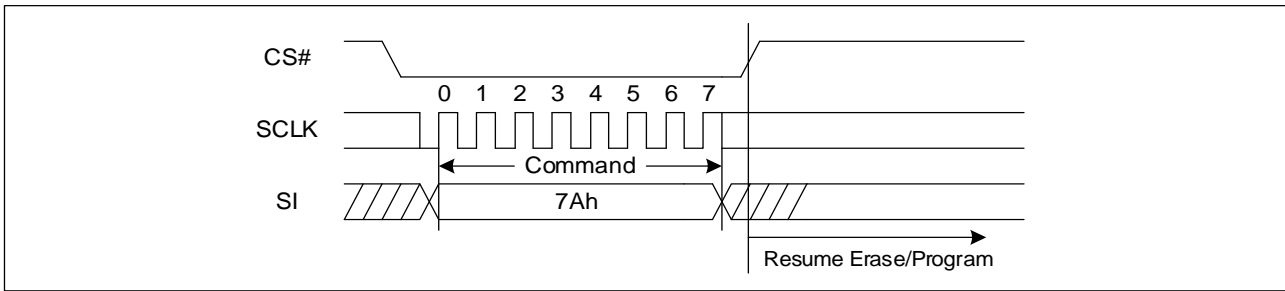 CS#
0 1 2 3 4 5 6 7
SCLK
Command
SI
7Ah
Resume Erase/Program